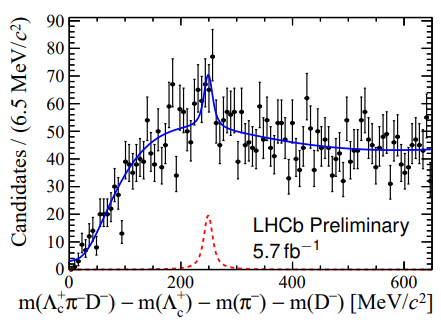 90
80
70
60
50
40
30
20
10
0
Candidates / (6.5 MeV/c²)
LHCb Preliminary
5.7 fb⁻¹
0 200 400 600
m(Λc⁺π⁻D⁻) − m(Λc⁺) − m(π⁻) − m(D⁻) [MeV/c²]